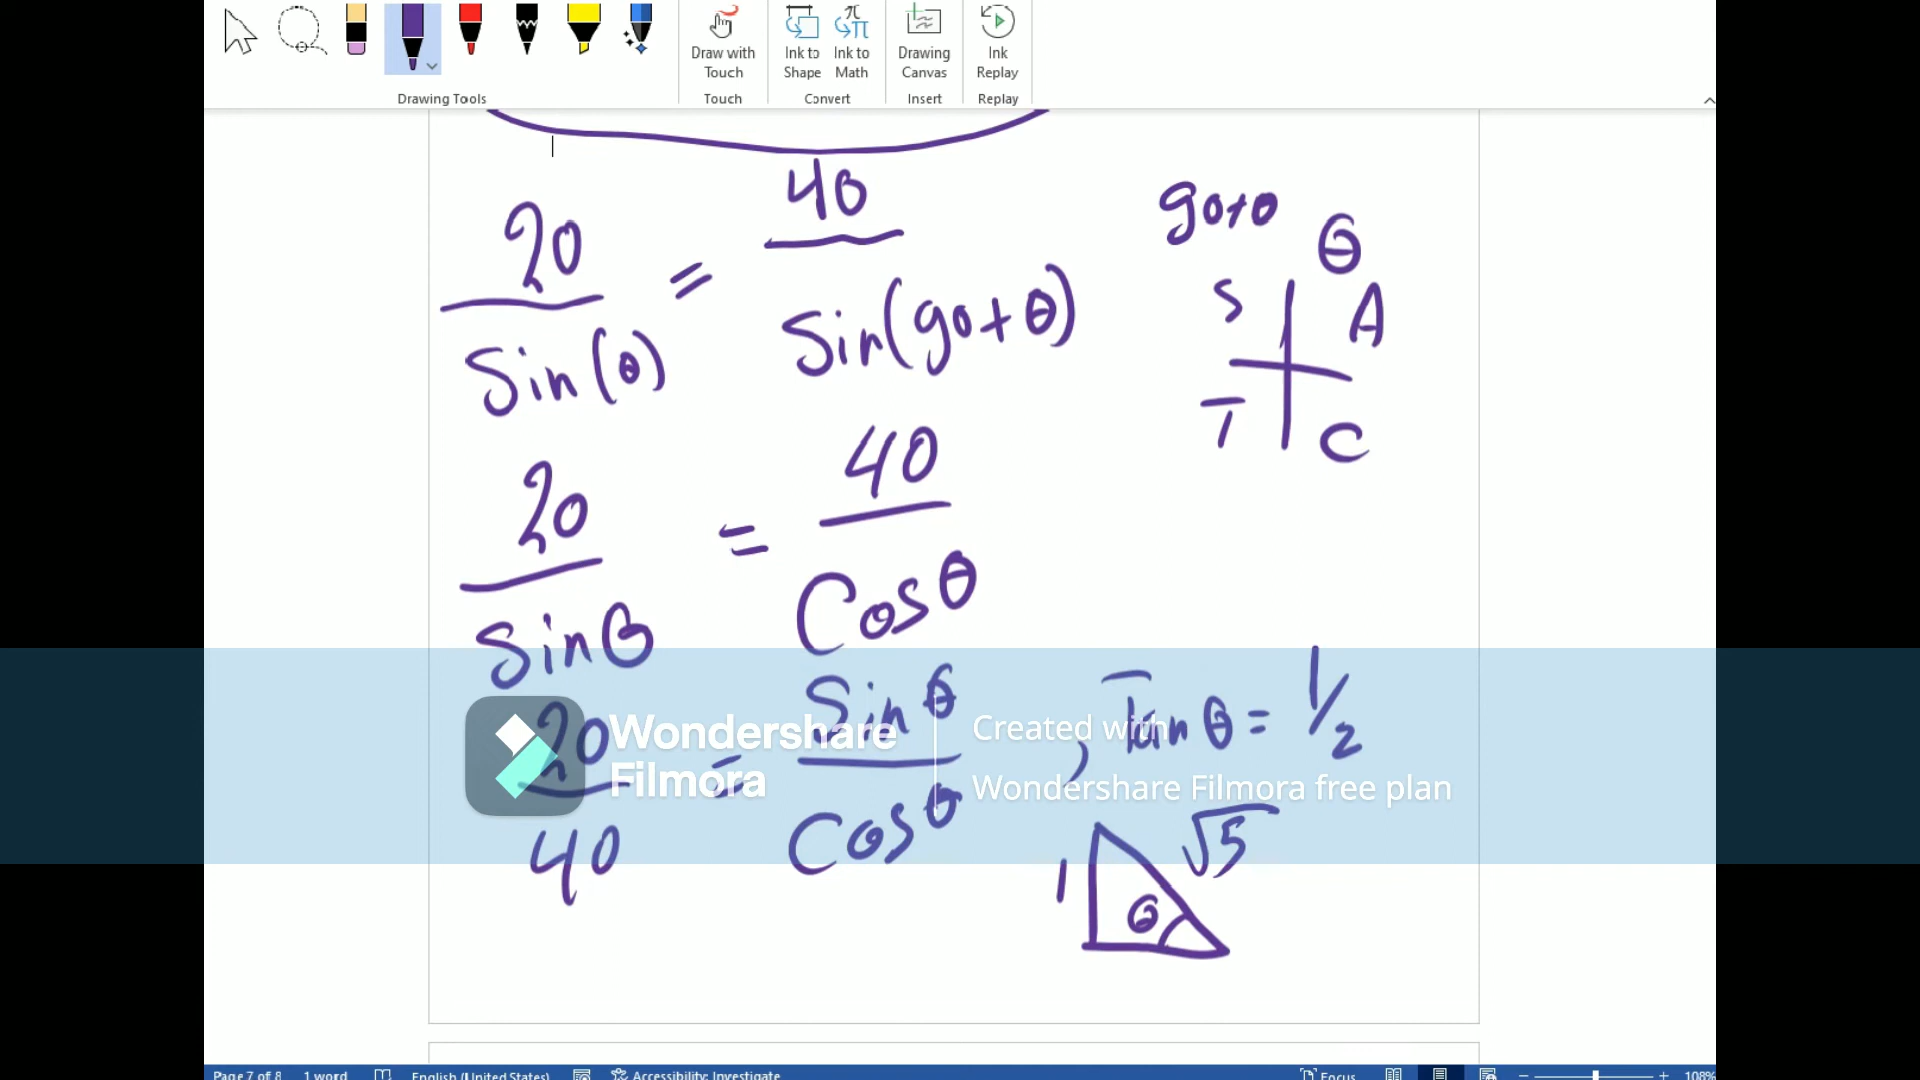 Draw with Touch
Ink to Shape
Ink to Math
Drawing Canvas
Ink Replay
Drawing Tools
Touch
Convert
Insert
Replay
20 / Sin(θ) = 40 / Sin(90+θ)
90+θ
θ
S A
T C
20 / Sinθ = 40 / Cosθ
20 / 40 = Sinθ / Cosθ , Tanθ = 1/2
1 √5
θ
Wondershare Filmora
Created with
Wondershare Filmora free plan
Page 7 of 8 1 word English (United States) Accessibility: Investigate Focus 108%